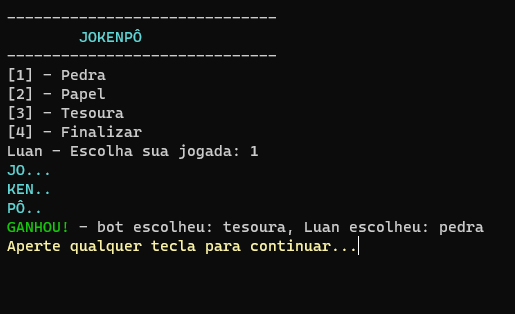 ------------------------------
JOKENPÔ
------------------------------
[1] - Pedra
[2] - Papel
[3] - Tesoura
[4] - Finalizar
Luan - Escolha sua jogada: 1
JO...
KEN..
PÔ..
GANHOU! - bot escolheu: tesoura, Luan escolheu: pedra
Aperte qualquer tecla para continuar...